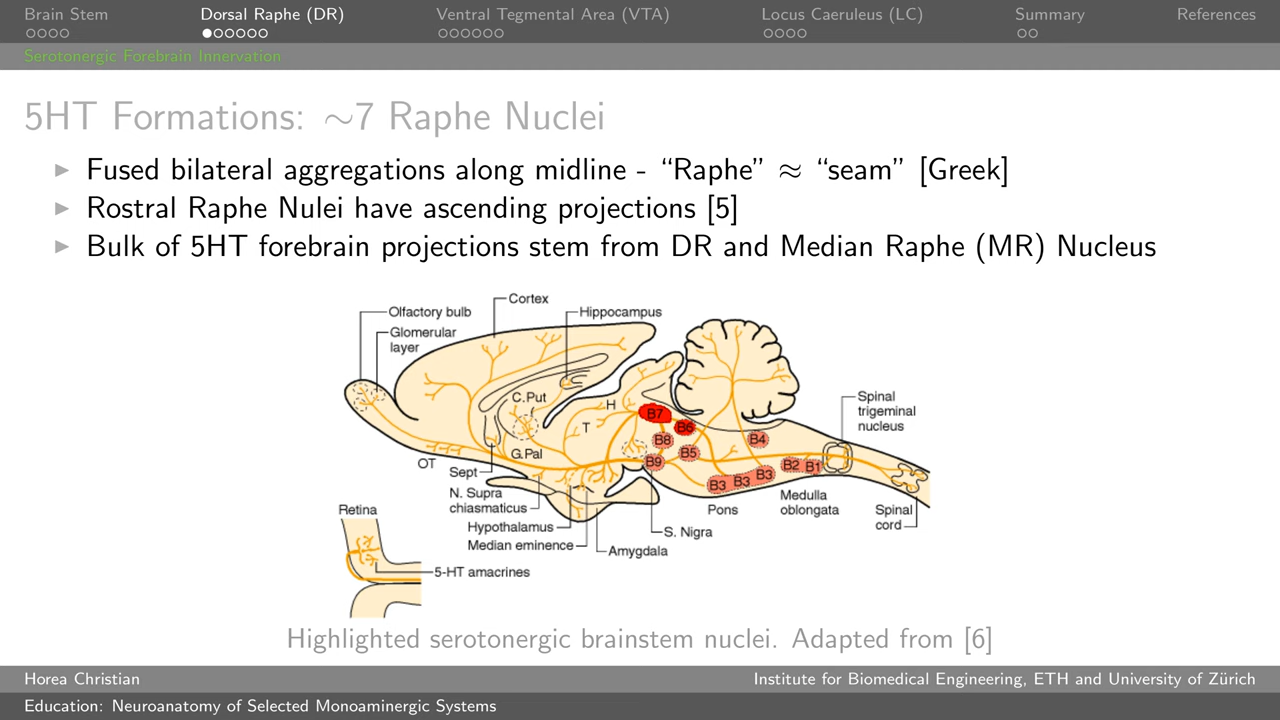 Brain Stem
Dorsal Raphe (DR)
Ventral Tegmental Area (VTA)
Locus Caeruleus (LC)
Summary
References
Serotonergic Forebrain Innervation
5HT Formations: ∼7 Raphe Nuclei
Fused bilateral aggregations along midline - “Raphe” ≈ “seam” [Greek]
Rostral Raphe Nulei have ascending projections [5]
Bulk of 5HT forebrain projections stem from DR and Median Raphe (MR) Nucleus
Cortex
Olfactory bulb
Hippocampus
Glomerular
layer
Spinal
trigeminal
nucleus
C.Put
H
B7
T
B6
B8
B4
G.Pal
B5
OT
B9
Sept
B3 B3 B3
B2 B1
N. Supra
chiasmaticus
Medulla
oblongata
Retina
Pons
Spinal
cord
Hypothalamus
S. Nigra
Median eminence
Amygdala
5-HT amacrines
Highlighted serotonergic brainstem nuclei. Adapted from [6]
Horea Christian
Institute for Biomedical Engineering, ETH and University of Zürich
Education: Neuroanatomy of Selected Monoaminergic Systems